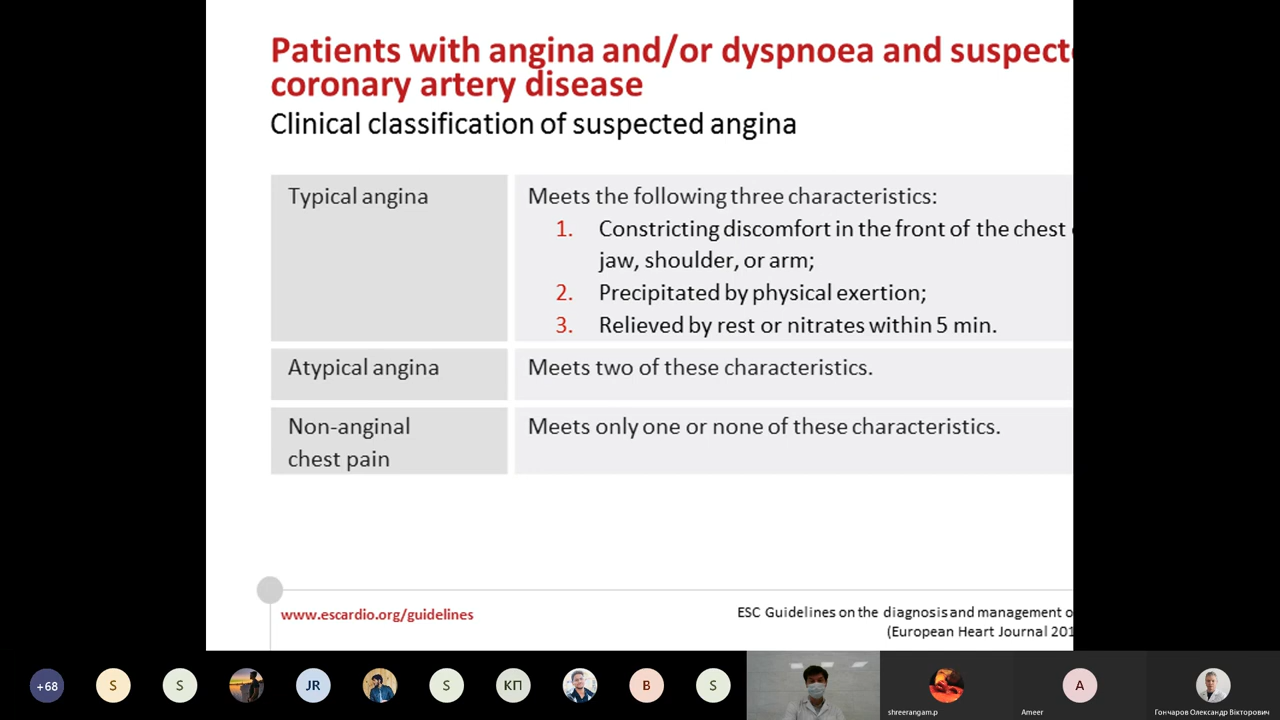 Patients with angina and/or dyspnoea and suspect
coronary artery disease
Clinical classification of suspected angina
Typical angina
Meets the following three characteristics:
1. Constricting discomfort in the front of the chest
jaw, shoulder, or arm;
2. Precipitated by physical exertion;
3. Relieved by rest or nitrates within 5 min.
Atypical angina
Meets two of these characteristics.
Non-anginal
chest pain
Meets only one or none of these characteristics.
www.escardio.org/guidelines
ESC Guidelines on the diagnosis and management o
(European Heart Journal 201
+68
S
S
JR
S
КП
B
S
A
shreerangam.p
Ameer
Гончаров Олександр Вікторович